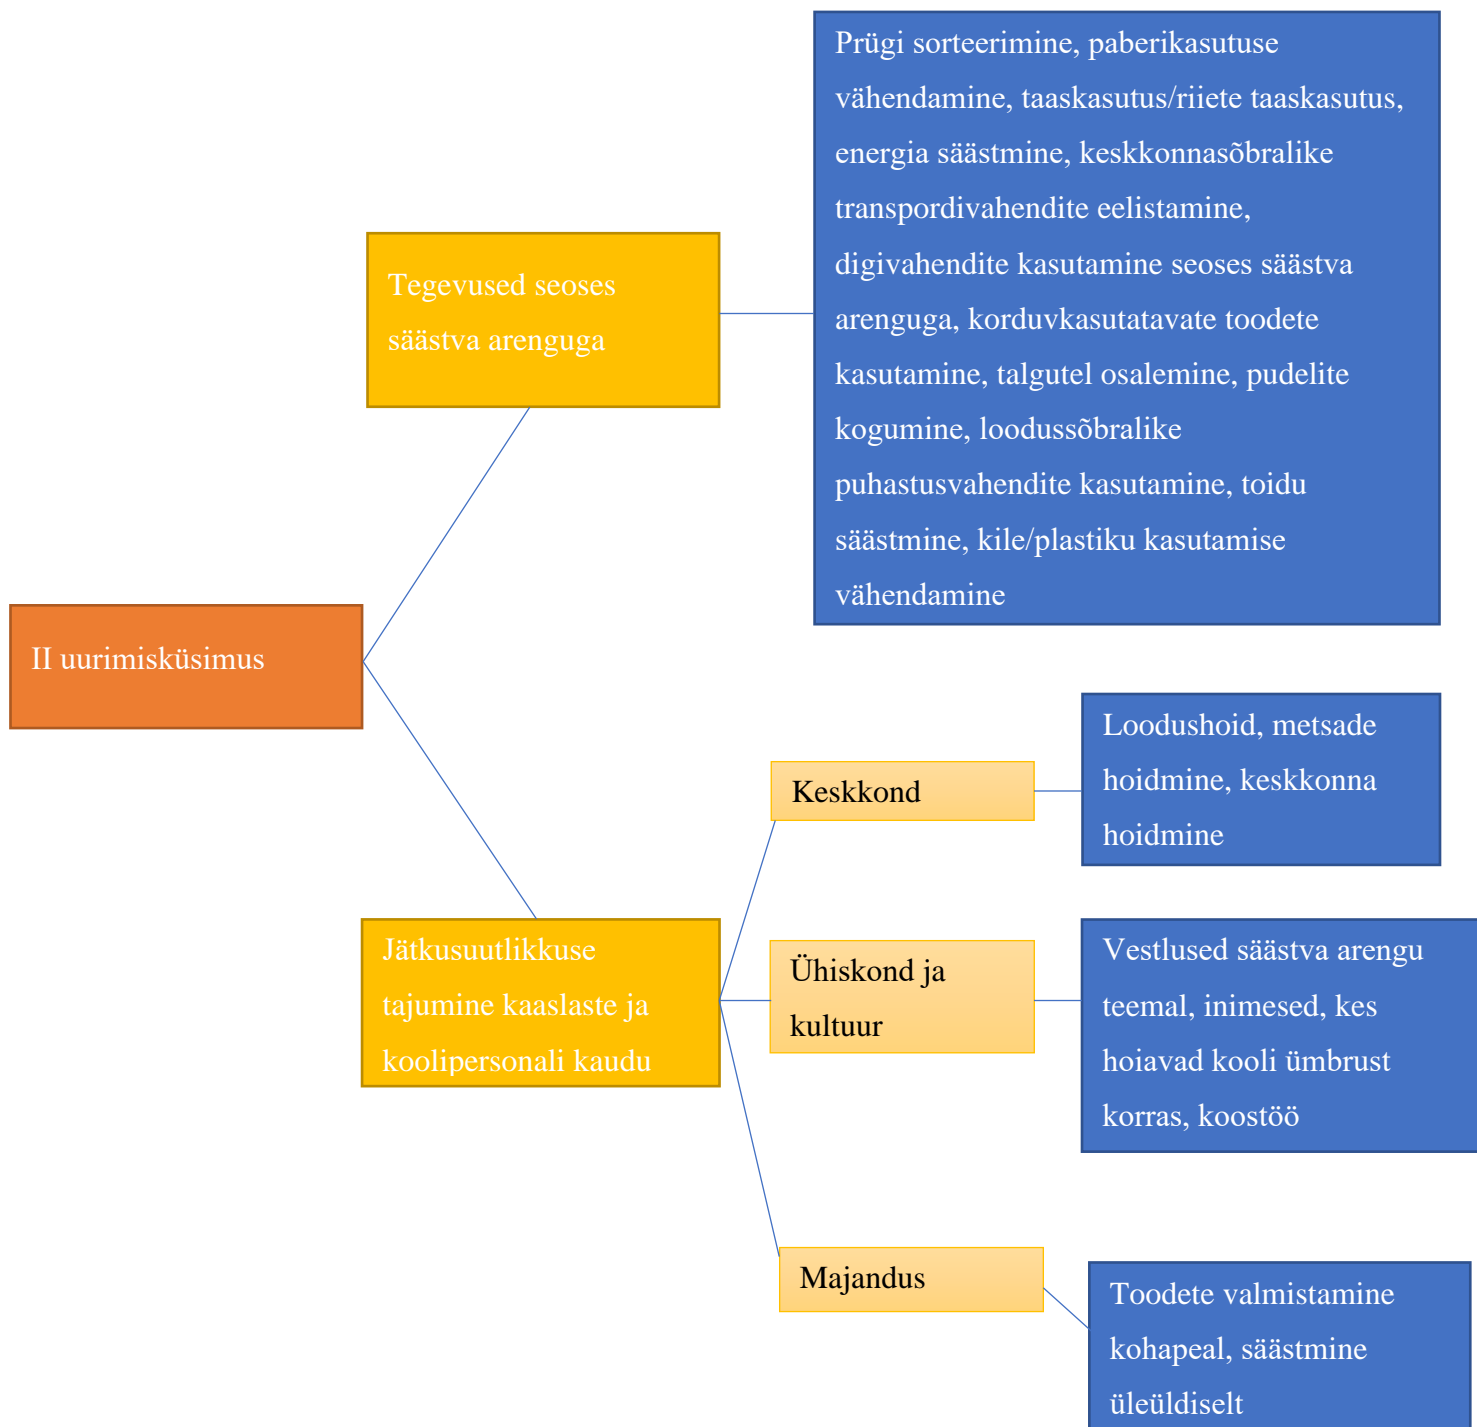 Prügi sorteerimine, paberikasutuse
vähendamine, taaskasutus/riiete taaskasutus,
energia säästmine, keskkonnasõbralike
transpordivahendite eelistamine,
digivahendite kasutamine seoses säästva
arenguga, korduvkasutatavate toodete
kasutamine, talgutel osalemine, pudelite
kogumine, loodussõbralike
puhastusvahendite kasutamine, toidu
säästmine, kile/plastiku kasutamise
vähendamine
Tegevused seoses
säästva arenguga
II uurimisküsimus
Loodushoid, metsade
hoidmine, keskkonna
hoidmine
Keskkond
Jätkusuutlikkuse
tajumine kaaslaste ja
koolipersonali kaudu
Ühiskond ja
kultuur
Vestlused säästva arengu
teemal, inimesed, kes
hoiavad kooli ümbrust
korras, koostöö
Majandus
Toodete valmistamine
kohapeal, säästmine
üleüldiselt